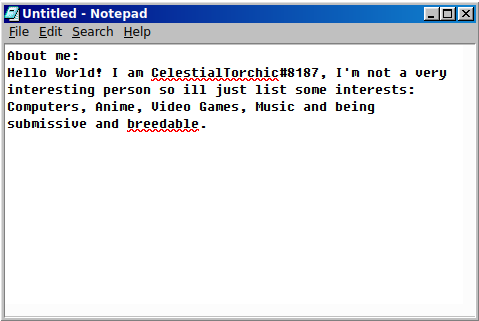 Untitled - Notepad
File Edit Search Help
About me:
Hello World! I am CelestialTorchic#8187, I'm not a very
interesting person so ill just list some interests:
Computers, Anime, Video Games, Music and being
submissive and breedable.